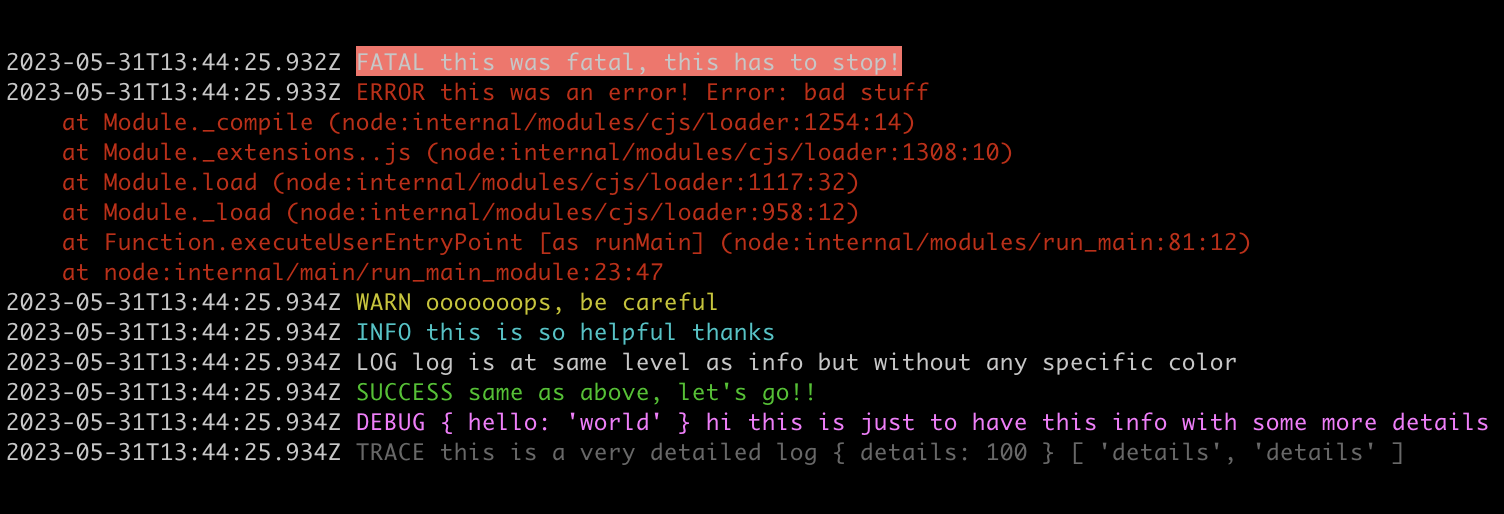 2023-05-31T13:44:25.932Z FATAL this was fatal, this has to stop!
2023-05-31T13:44:25.933Z ERROR this was an error! Error: bad stuff
    at Module._compile (node:internal/modules/cjs/loader:1254:14)
    at Module._extensions..js (node:internal/modules/cjs/loader:1308:10)
    at Module.load (node:internal/modules/cjs/loader:1117:32)
    at Module._load (node:internal/modules/cjs/loader:958:12)
    at Function.executeUserEntryPoint [as runMain] (node:internal/modules/run_main:81:12)
    at node:internal/main/run_main_module:23:47
2023-05-31T13:44:25.934Z WARN ooooooops, be careful
2023-05-31T13:44:25.934Z INFO this is so helpful thanks
2023-05-31T13:44:25.934Z LOG log is at same level as info but without any specific color
2023-05-31T13:44:25.934Z SUCCESS same as above, let's go!!
2023-05-31T13:44:25.934Z DEBUG { hello: 'world' } hi this is just to have this info with some more details
2023-05-31T13:44:25.934Z TRACE this is a very detailed log { details: 100 } [ 'details', 'details' ]